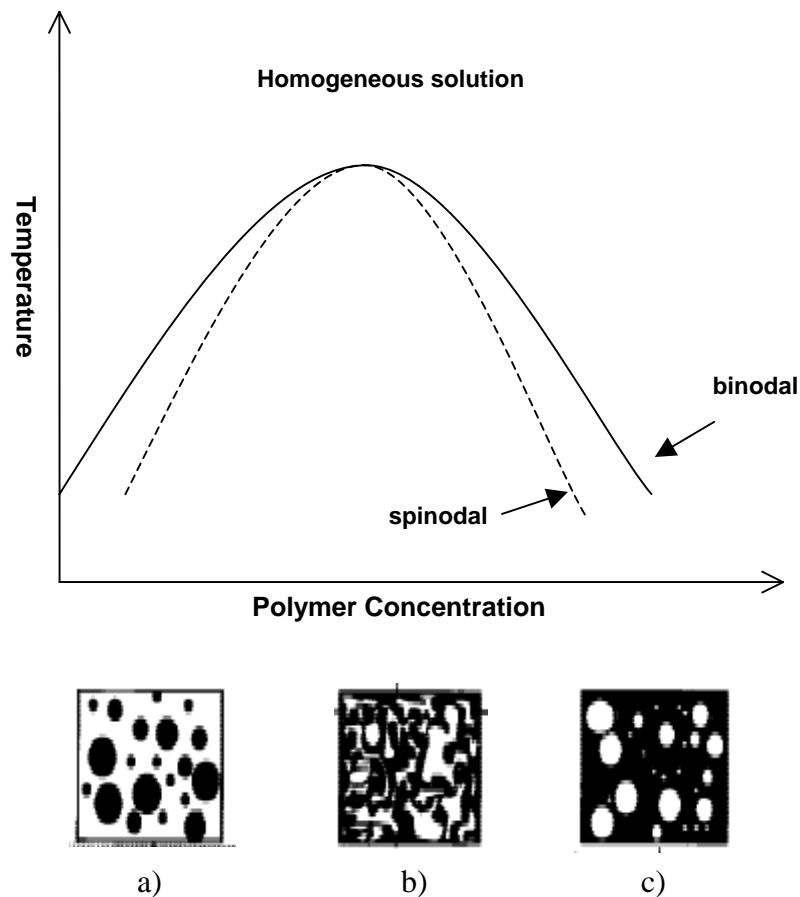 Homogeneous solution
Temperature
binodal
spinodal
Polymer Concentration
a) b) c)